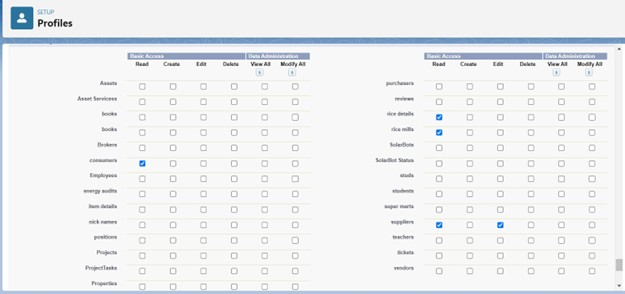 SETUP
Profiles
Basic Access Data Administration
Read Create Edit Delete View All Modify All
Assets
Asset Servicess
books
books
Brokers
consumers
Employees
energy audits
item details
nick names
positions
Projects
ProjectTasks
Properties
Basic Access Data Administration
Read Create Edit Delete View All Modify All
purchasers
reviews
rice details
rice mills
SolarBots
SolarBot Status
studs
students
super marts
suppliers
teachers
tickets
vendors